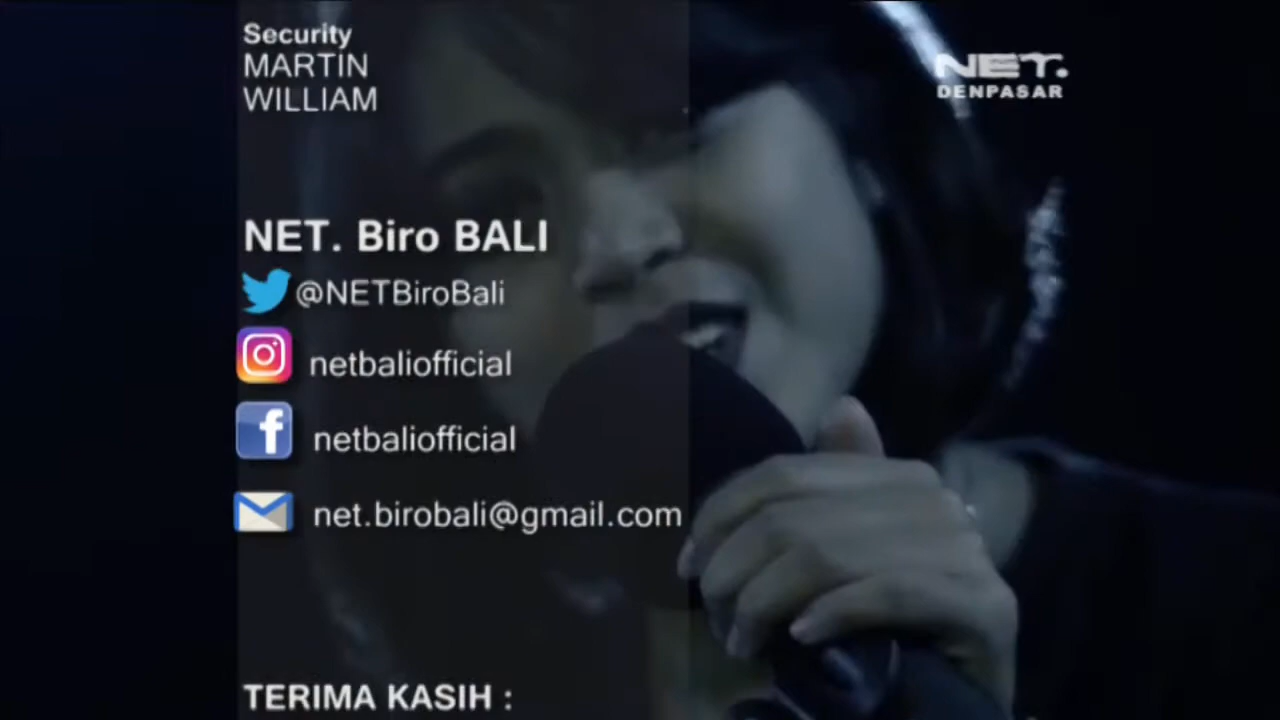 Security
MARTIN
WILLIAM
NET.
DENPASAR
NET. Biro BALI
@NETBiroBali
netbaliofficial
netbaliofficial
net.birobali@gmail.com
TERIMA KASIH :